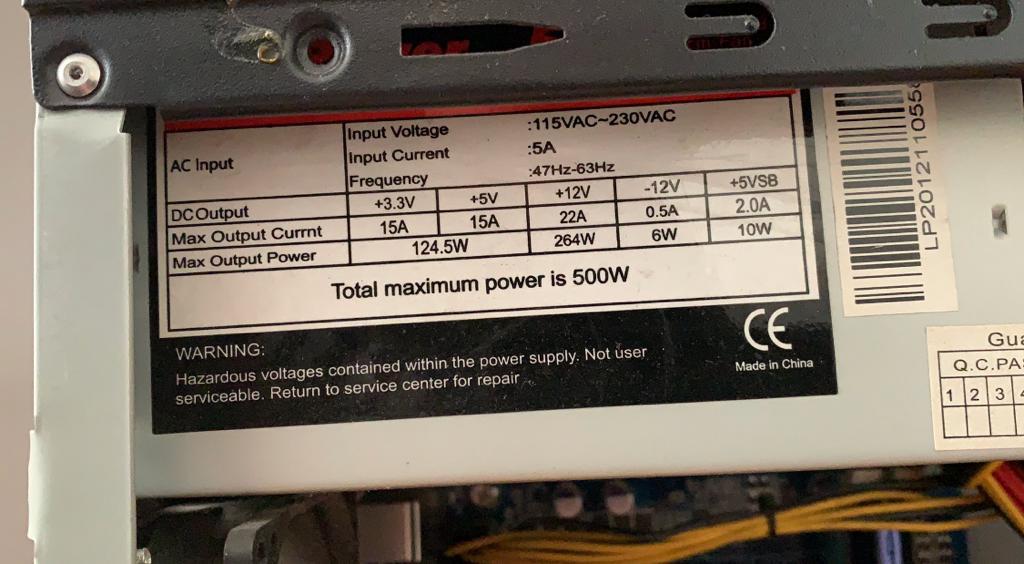 AC Input
Input Voltage :115VAC~230VAC
Input Current :5A
Frequency :47Hz-63Hz
DC Output +3.3V +5V +12V -12V +5VSB
Max Output Currnt 15A 15A 22A 0.5A 2.0A
Max Output Power 124.5W 264W 6W 10W
Total maximum power is 500W
WARNING:
Hazardous voltages contained within the power supply. Not user
serviceable. Return to service center for repair
CE
Made in China
LP2012110558
Q.C.PA
1 2 3